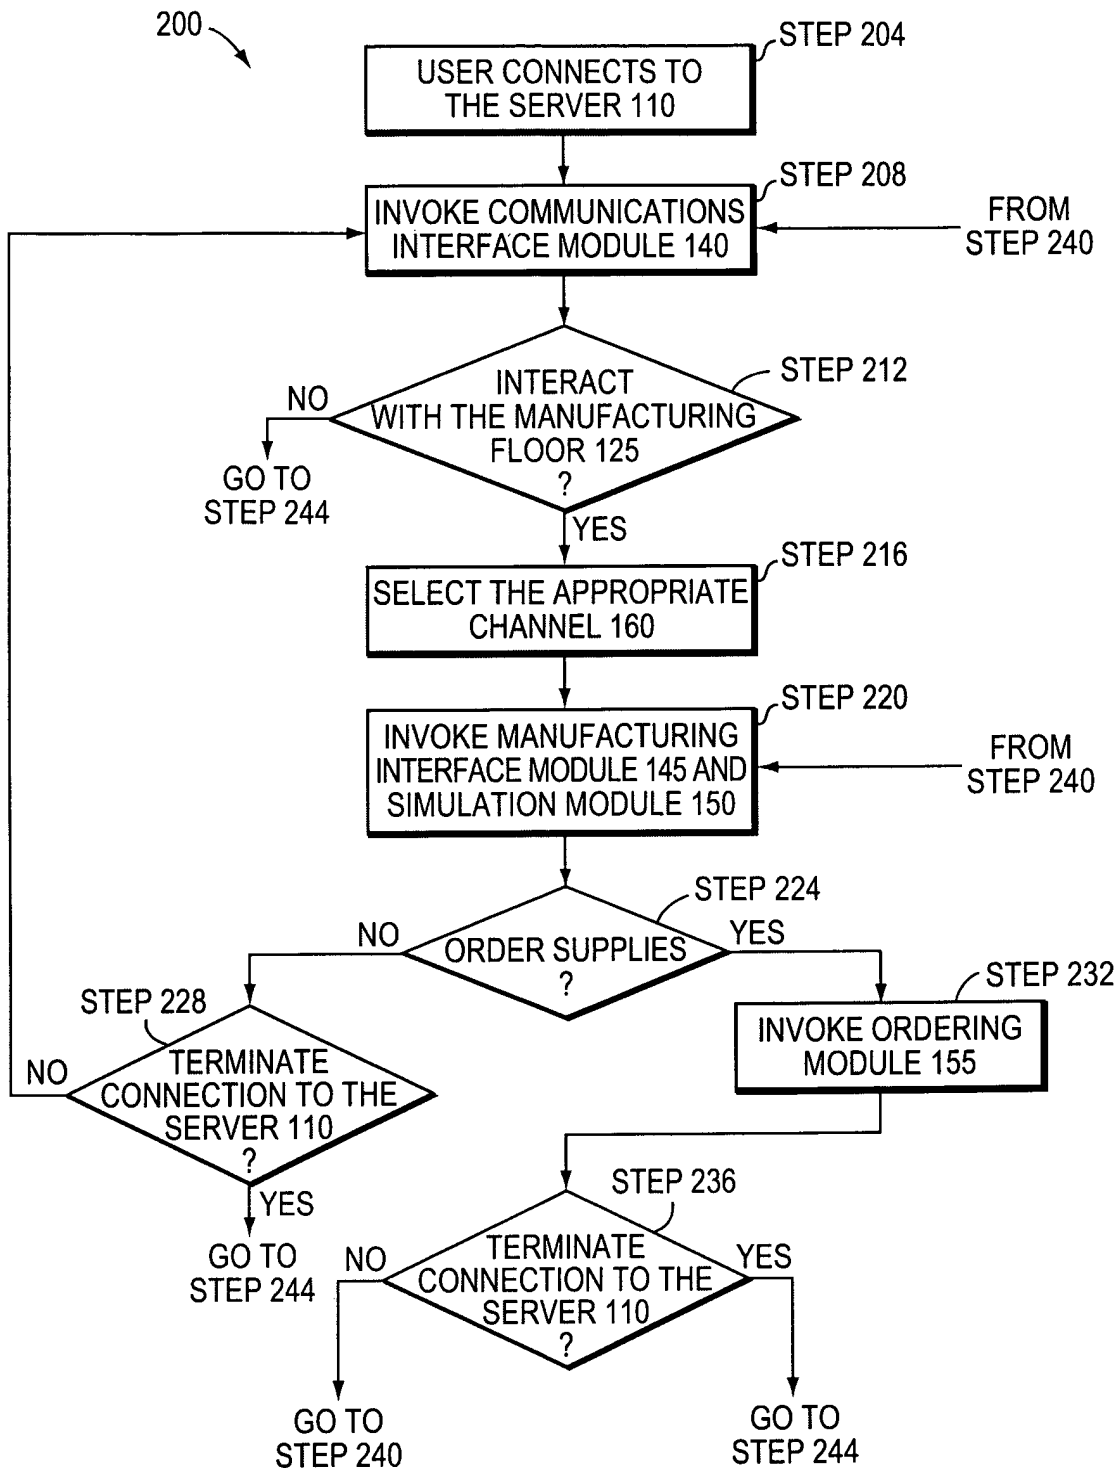 200
STEP 204
USER CONNECTS TO
THE SERVER 110
STEP 208
INVOKE COMMUNICATIONS
INTERFACE MODULE 140
FROM
STEP 240
STEP 212
INTERACT
WITH THE MANUFACTURING
FLOOR 125
?
NO
GO TO
STEP 244
YES
STEP 216
SELECT THE APPROPRIATE
CHANNEL 160
STEP 220
INVOKE MANUFACTURING
INTERFACE MODULE 145 AND
SIMULATION MODULE 150
FROM
STEP 240
STEP 224
ORDER SUPPLIES
?
NO
YES
STEP 228
TERMINATE
CONNECTION TO THE
SERVER 110
?
NO
YES
GO TO
STEP 244
STEP 232
INVOKE ORDERING
MODULE 155
STEP 236
TERMINATE
CONNECTION TO THE
SERVER 110
?
NO
YES
GO TO
STEP 240
GO TO
STEP 244